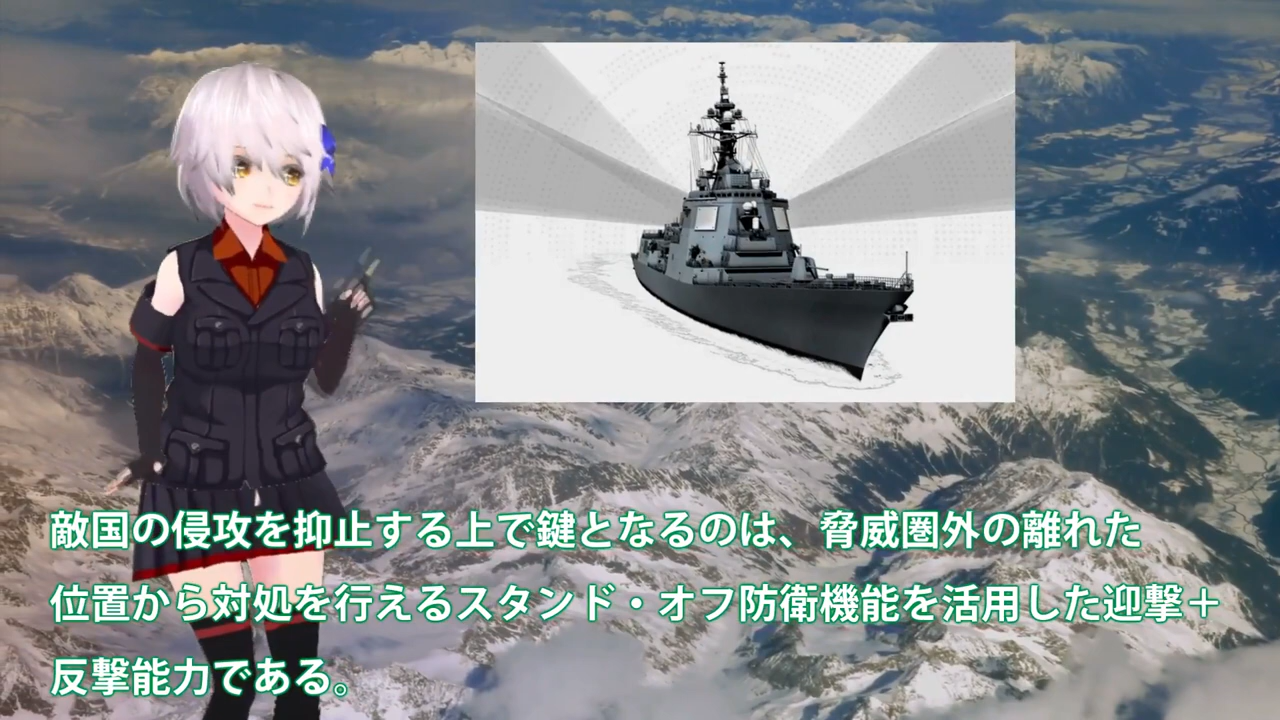 敵国の侵攻を抑止する上で鍵となるのは、脅威圏外の離れた
位置から対処を行えるスタンド・オフ防衛機能を活用した迎撃＋
反撃能力である。